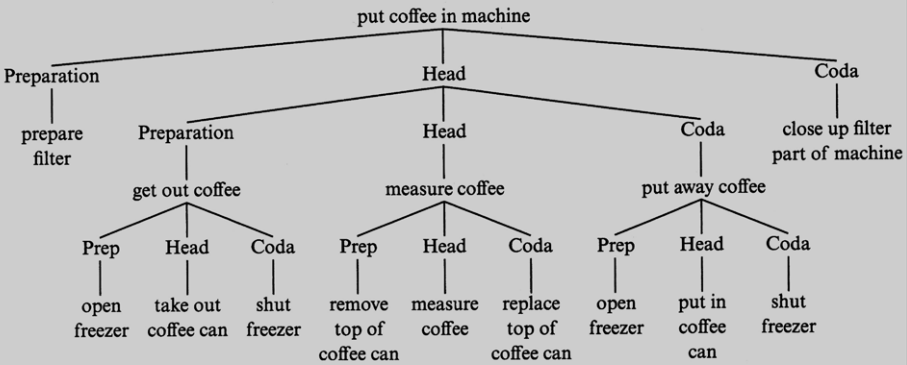 put coffee in machine
Preparation
Head
Coda
prepare
filter
Preparation
Head
Coda
close up filter
part of machine
get out coffee
measure coffee
put away coffee
Prep
Head
Coda
Prep
Head
Coda
Prep
Head
Coda
open
freezer
take out
coffee can
shut
freezer
remove
top of
coffee can
measure
coffee
replace
top of
coffee can
open
freezer
put in
coffee
can
shut
freezer